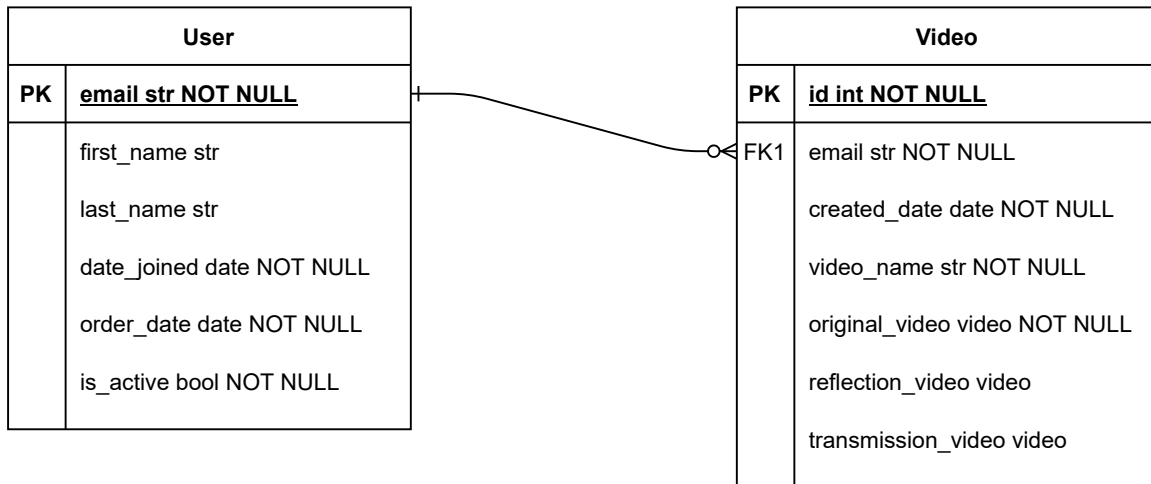 User
PK email str NOT NULL
first_name str
last_name str
date_joined date NOT NULL
order_date date NOT NULL
is_active bool NOT NULL
Video
PK id int NOT NULL
FK1 email str NOT NULL
created_date date NOT NULL
video_name str NOT NULL
original_video video NOT NULL
reflection_video video
transmission_video video